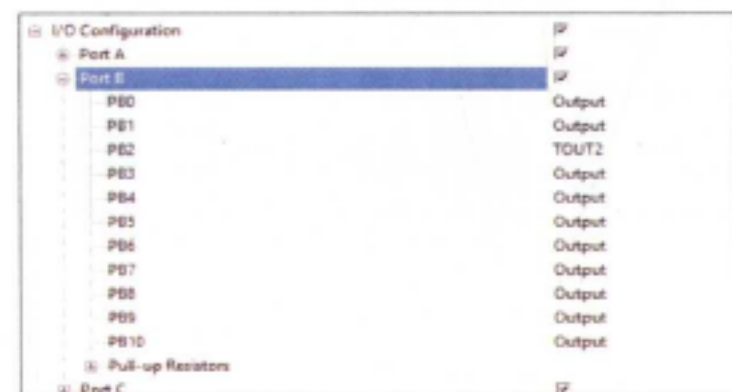 I/O Configuration
Port A
Port B
PB0 Output
PB1 Output
PB2 TOUT2
PB3 Output
PB4 Output
PB5 Output
PB6 Output
PB7 Output
PB8 Output
PB9 Output
PB10 Output
Pull-up Resistors
Port C